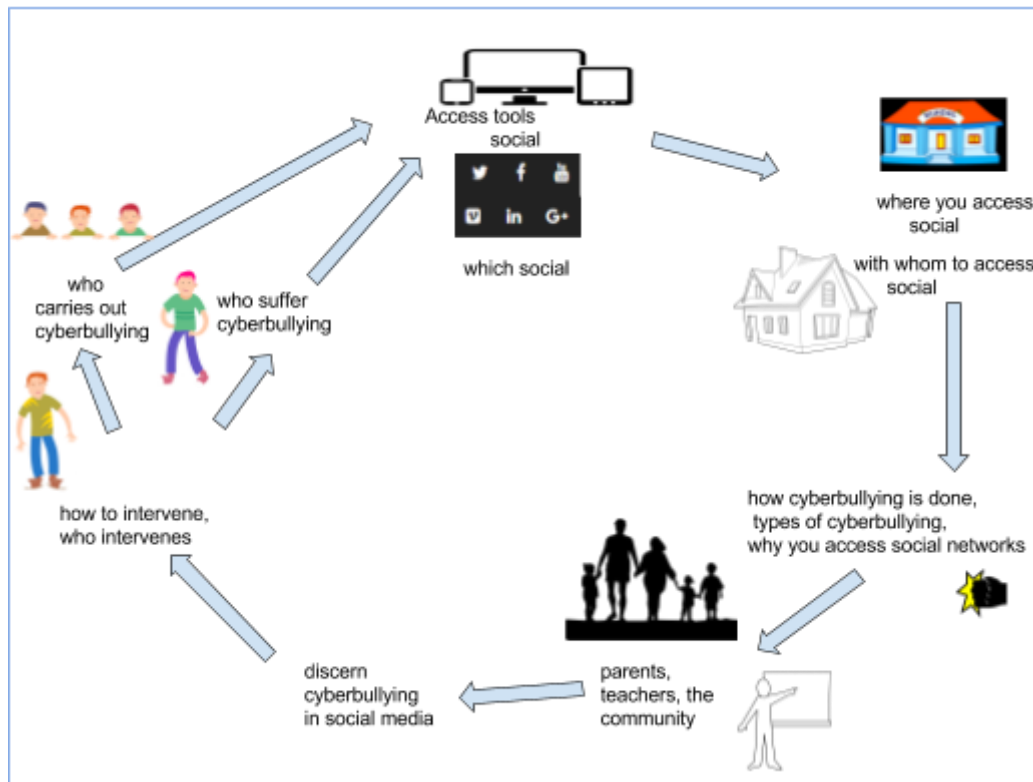 Access tools
social
which social
where you access
social
with whom to access
social
how cyberbullying is done,
types of cyberbullying,
why you access social networks
parents,
teachers, the
community
discern
cyberbullying
in social media
how to intervene,
who intervenes
who
carries out
cyberbullying
who suffer
cyberbullying